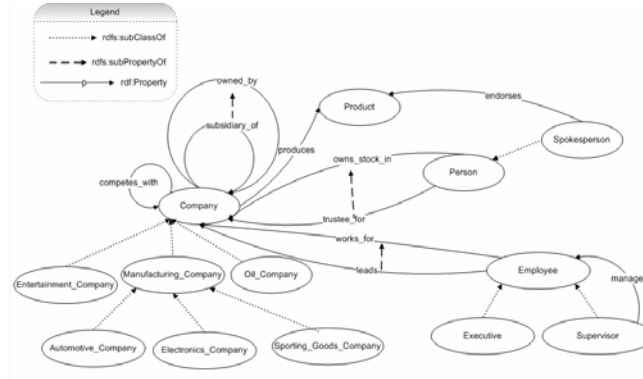 Legend
rdfs:subClassOf
rdfs:subPropertyOf
p rdf:Property
owned_by
subsidiary_of
Product
endorses
Spokesperson
produces
owns_stock_in
Person
competes_with
Company
trustee_for
works_for
leads
Employee
manage
Entertainment_Company
Manufacturing_Company
Oil_Company
Automotive_Company
Electronics_Company
Sporting_Goods_Company
Executive
Supervisor